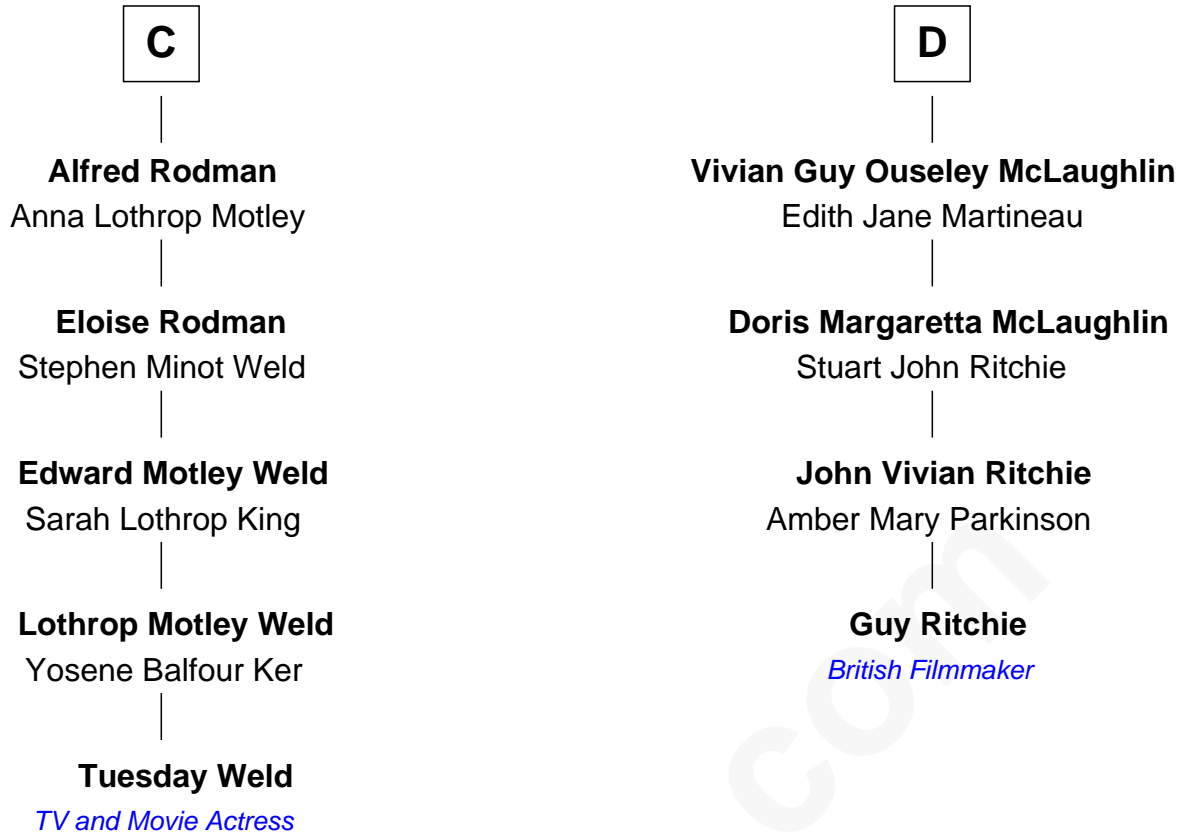 C
Alfred Rodman
Anna Lothrop Motley
Eloise Rodman
Stephen Minot Weld
Edward Motley Weld
Sarah Lothrop King
Lothrop Motley Weld
Yosene Balfour Ker
Tuesday Weld
TV and Movie Actress
D
Vivian Guy Ouseley McLaughlin
Edith Jane Martineau
Doris Margaretta McLaughlin
Stuart John Ritchie
John Vivian Ritchie
Amber Mary Parkinson
Guy Ritchie
British Filmmaker
com